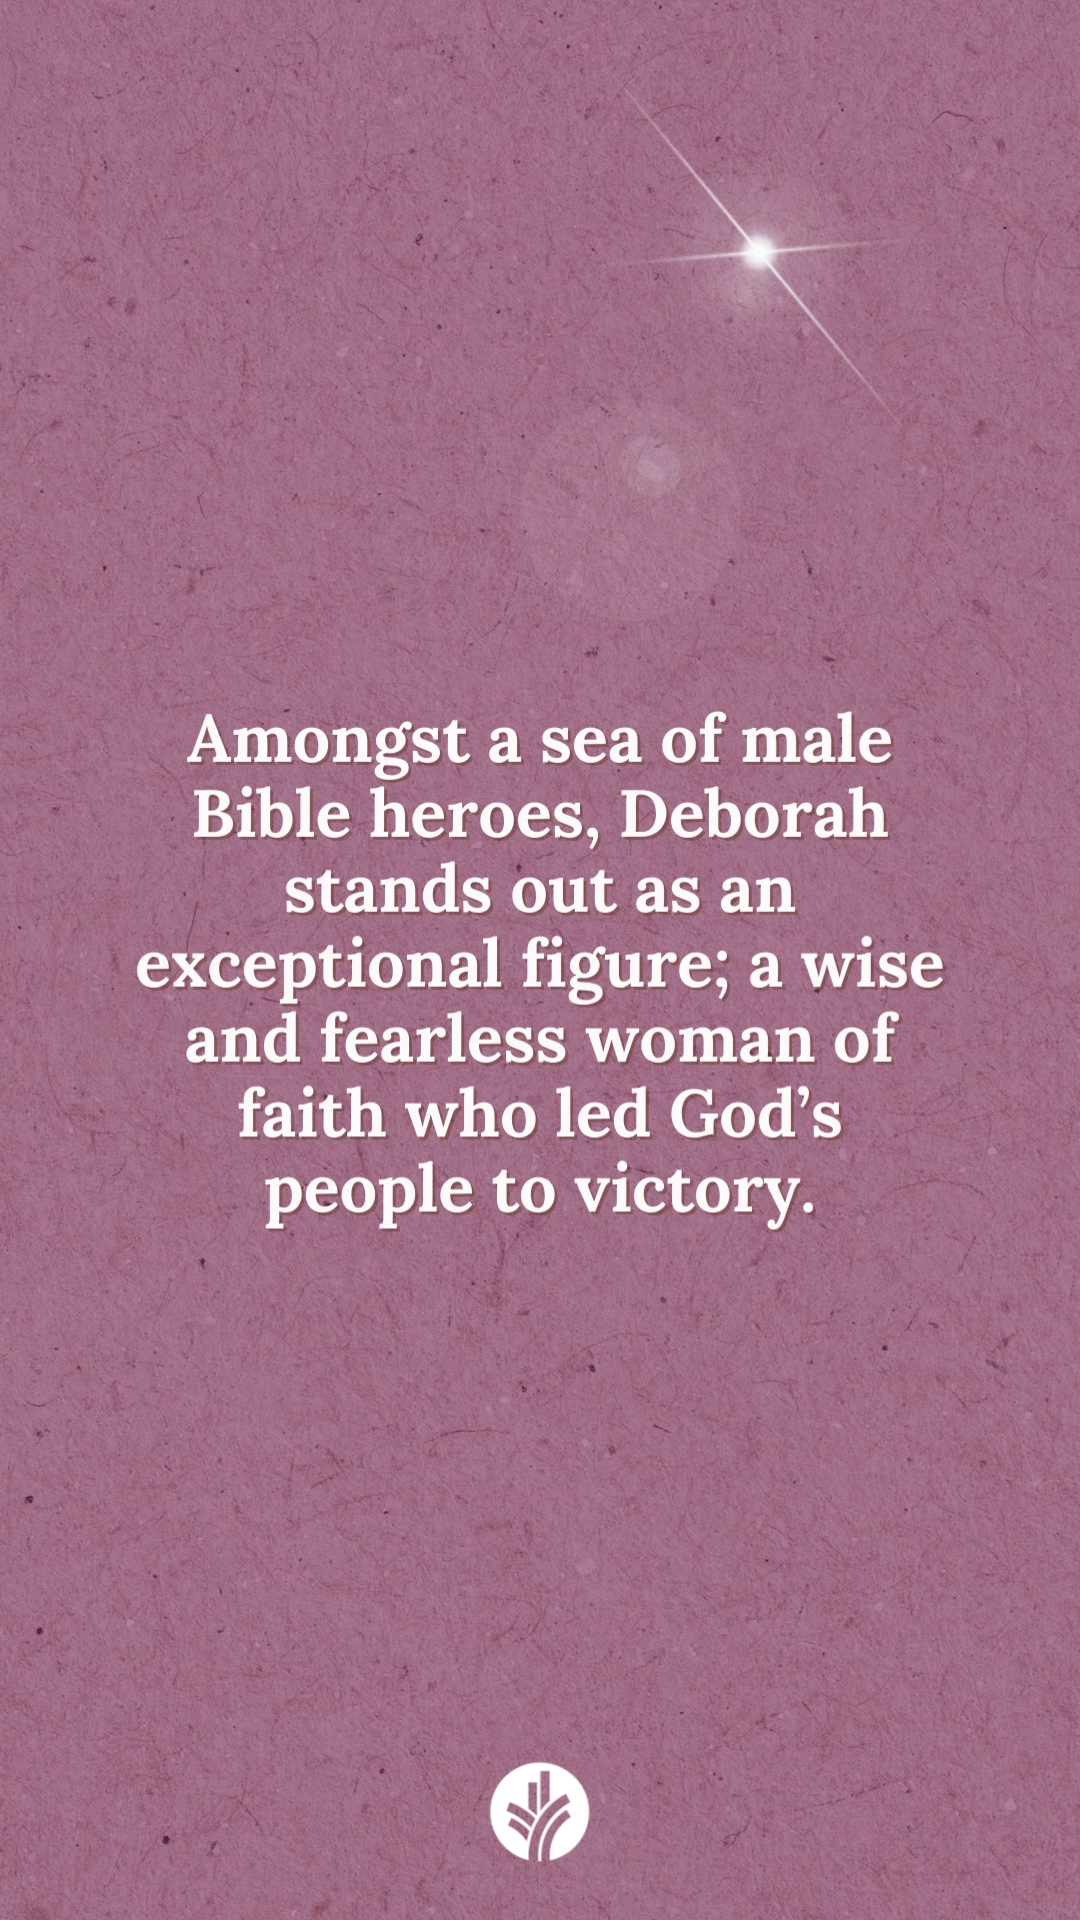 Amongst a sea of male
Bible heroes, Deborah
stands out as an
exceptional figure; a wise
and fearless woman of
faith who led God’s
people to victory.